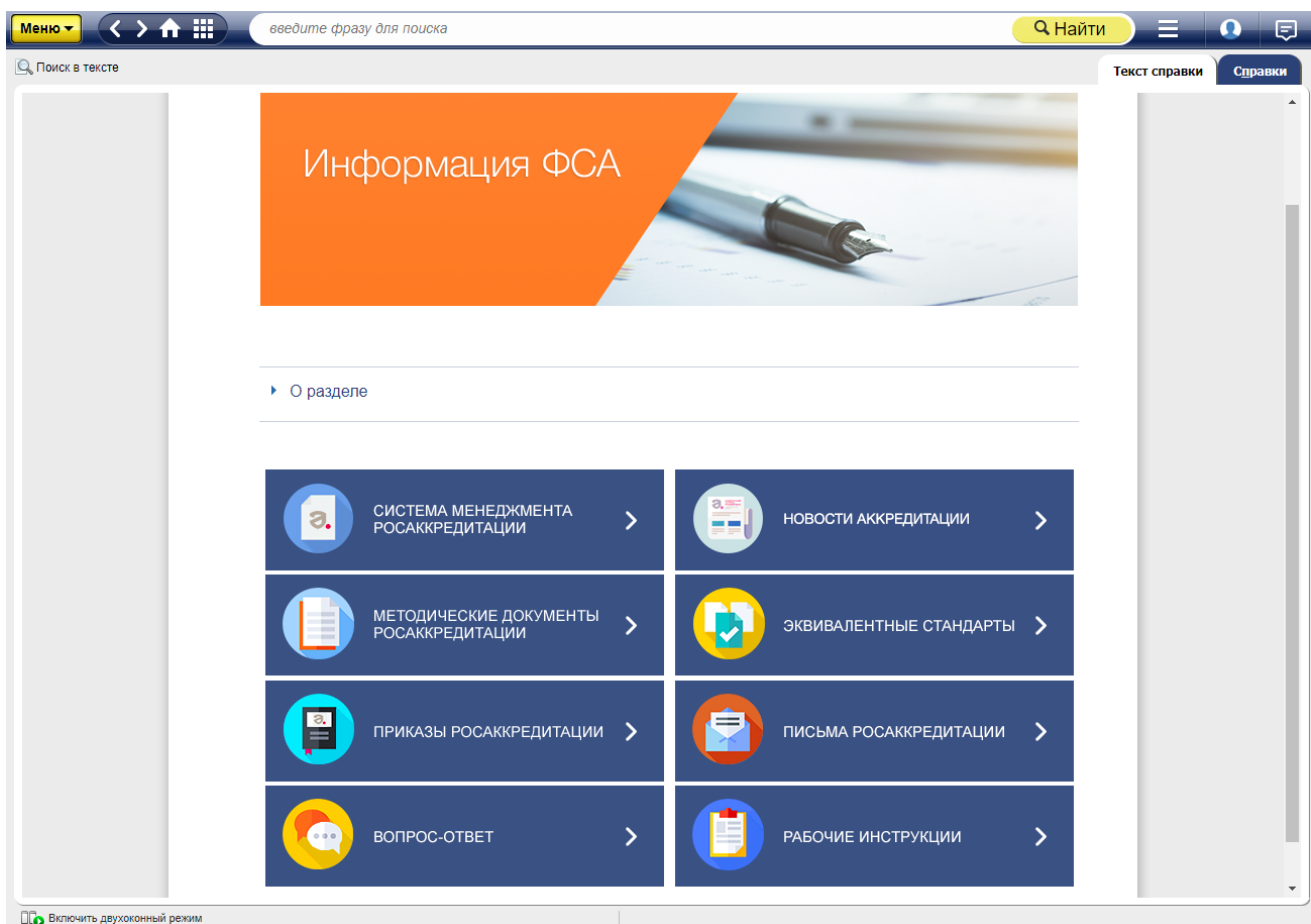 Меню
введите фразу для поиска
Найти
Поиск в тексте
Текст справки
Справки
Информация ФСА
О разделе
СИСТЕМА МЕНЕДЖМЕНТА
РОСАККРЕДИТАЦИИ
НОВОСТИ АККРЕДИТАЦИИ
МЕТОДИЧЕСКИЕ ДОКУМЕНТЫ
РОСАККРЕДИТАЦИИ
ЭКВИВАЛЕНТНЫЕ СТАНДАРТЫ
ПРИКАЗЫ РОСАККРЕДИТАЦИИ
ПИСЬМА РОСАККРЕДИТАЦИИ
ВОПРОС-ОТВЕТ
РАБОЧИЕ ИНСТРУКЦИИ
Включить двухоконный режим